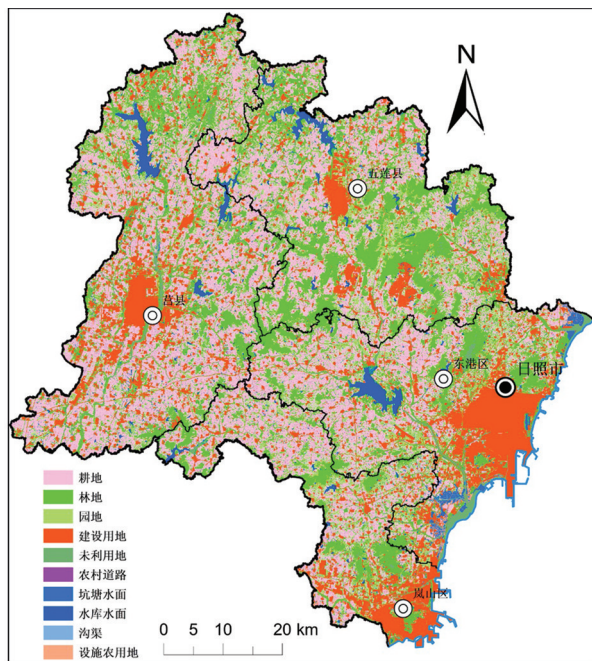 N
五莲县
莒县
东港区
日照市
岚山区
耕地
林地
园地
建设用地
未利用地
农村道路
坑塘水面
水库水面
沟渠
设施农用地
0 5 10 20 km